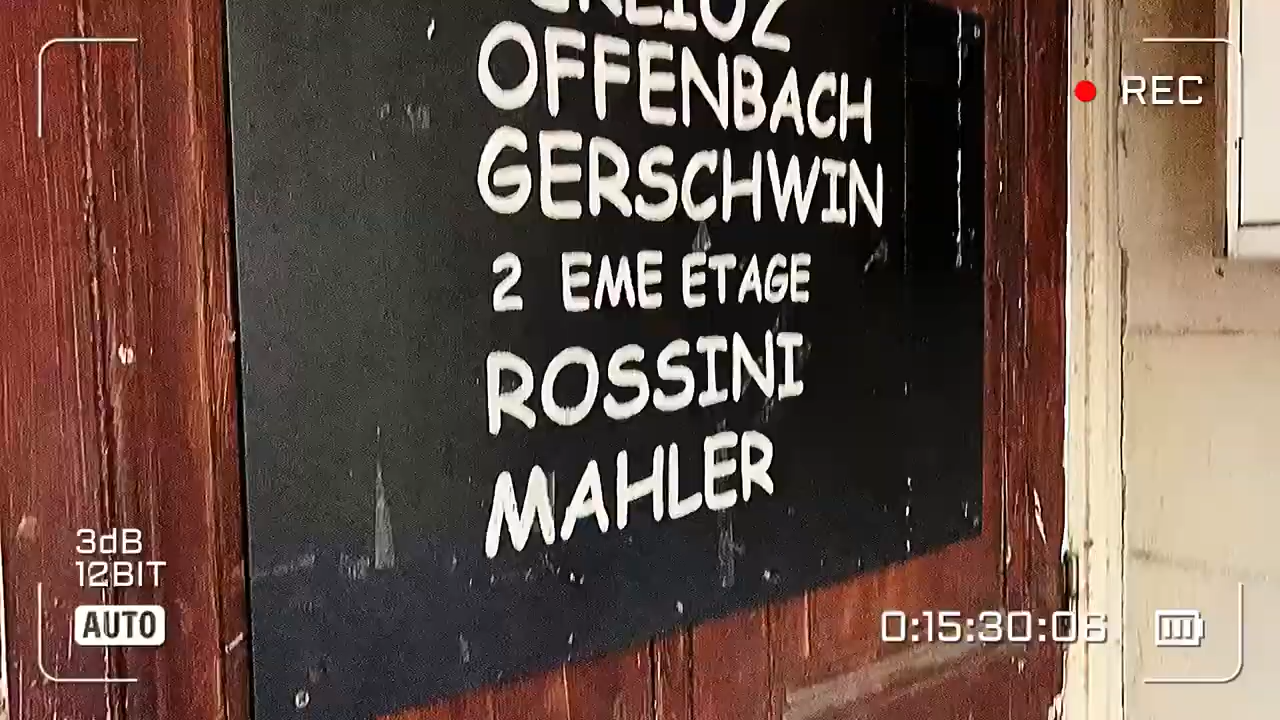 OFFENBACH
GERSCHWIN
2 EME ETAGE
ROSSINI
MAHLER
REC
3dB
12BIT
AUTO
0:15:30:06